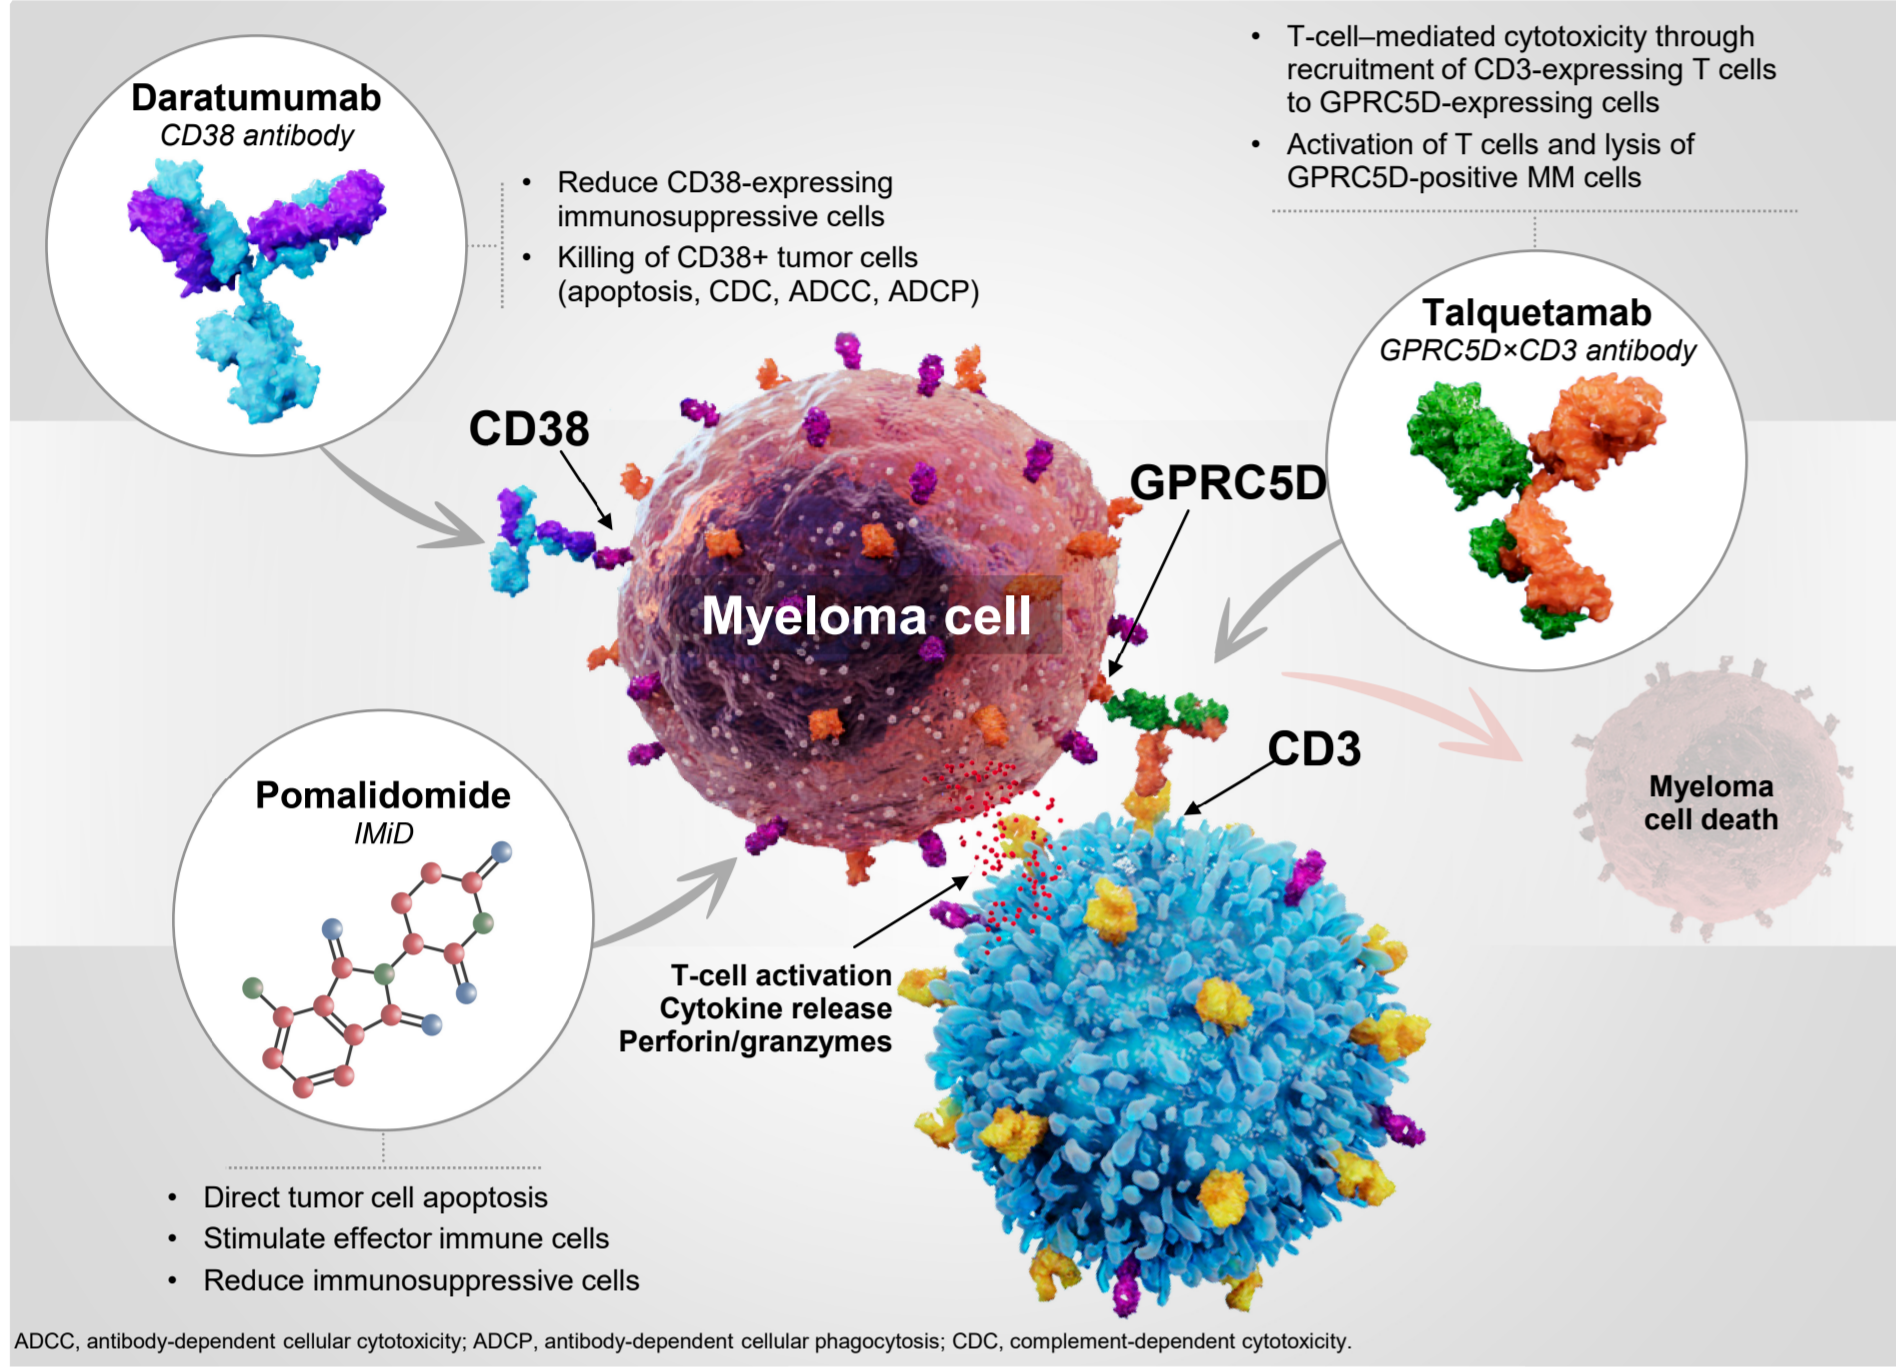 Daratumumab
CD38 antibody
• Reduce CD38-expressing
immunosuppressive cells
• Killing of CD38+ tumor cells
(apoptosis, CDC, ADCC, ADCP)
• T-cell–mediated cytotoxicity through
recruitment of CD3-expressing T cells
to GPRC5D-expressing cells
• Activation of T cells and lysis of
GPRC5D-positive MM cells
Talquetamab
GPRC5D×CD3 antibody
CD38
GPRC5D
Myeloma cell
CD3
Myeloma
cell death
Pomalidomide
IMiD
T-cell activation
Cytokine release
Perforin/granzymes
• Direct tumor cell apoptosis
• Stimulate effector immune cells
• Reduce immunosuppressive cells
ADCC, antibody-dependent cellular cytotoxicity; ADCP, antibody-dependent cellular phagocytosis; CDC, complement-dependent cytotoxicity.